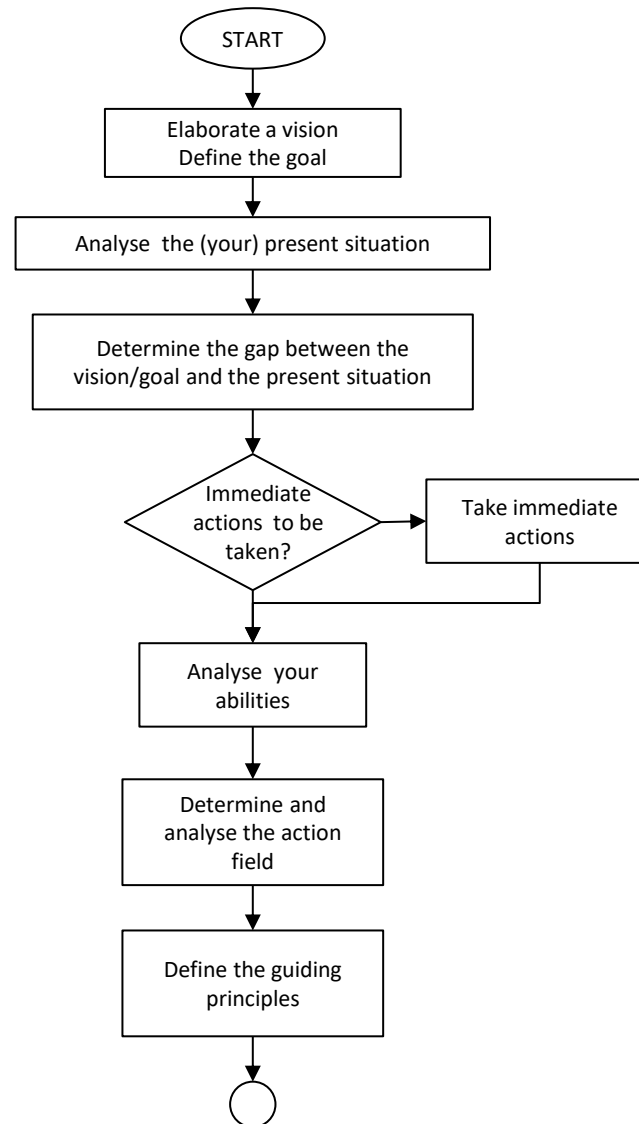 START
Elaborate a vision
Define the goal
Analyse the (your) present situation
Determine the gap between the
vision/goal and the present situation
Immediate
actions to be
taken?
Take immediate
actions
Analyse your
abilities
Determine and
analyse the action
field
Define the guiding
principles